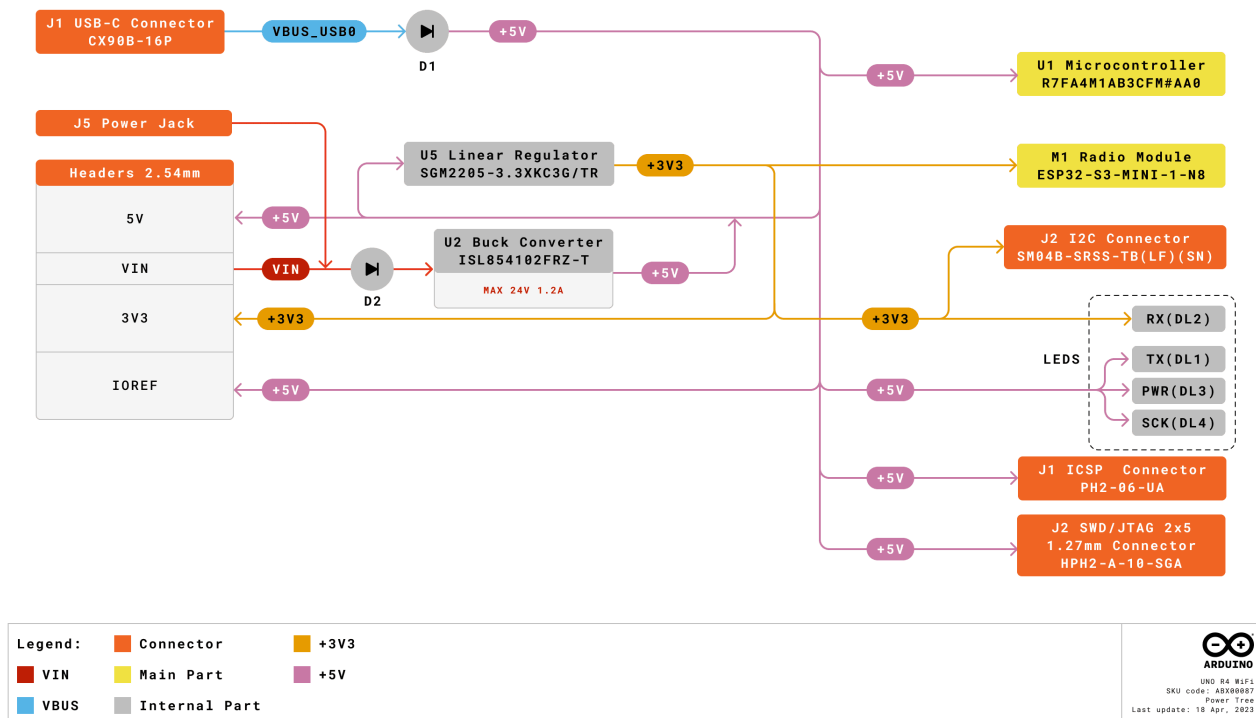 J1 USB-C Connector
CX90B-16P
VBUS_USB0
D1
+5V
+5V
U1 Microcontroller
R7FA4M1AB3CFM#AA0
J5 Power Jack
U5 Linear Regulator
SGM2205-3.3XKC3G/TR
+3V3
M1 Radio Module
ESP32-S3-MINI-1-N8
Headers 2.54mm
5V
+5V
VIN
VIN
D2
U2 Buck Converter
ISL854102FRZ-T
MAX 24V 1.2A
+5V
J2 I2C Connector
SM04B-SRSS-TB(LF)(SN)
3V3
+3V3
+3V3
LEDS
RX(DL2)
TX(DL1)
PWR(DL3)
SCK(DL4)
IOREF
+5V
+5V
+5V
J1 ICSP  Connector
PH2-06-UA
+5V
J2 SWD/JTAG 2x5
1.27mm Connector
HPH2-A-10-SGA
Legend:
Connector
+3V3
VIN
Main Part
+5V
VBUS
Internal Part
ARDUINO
UNO R4 WiFi
SKU code: ABX00087
Power Tree
Last update: 18 Apr, 2023